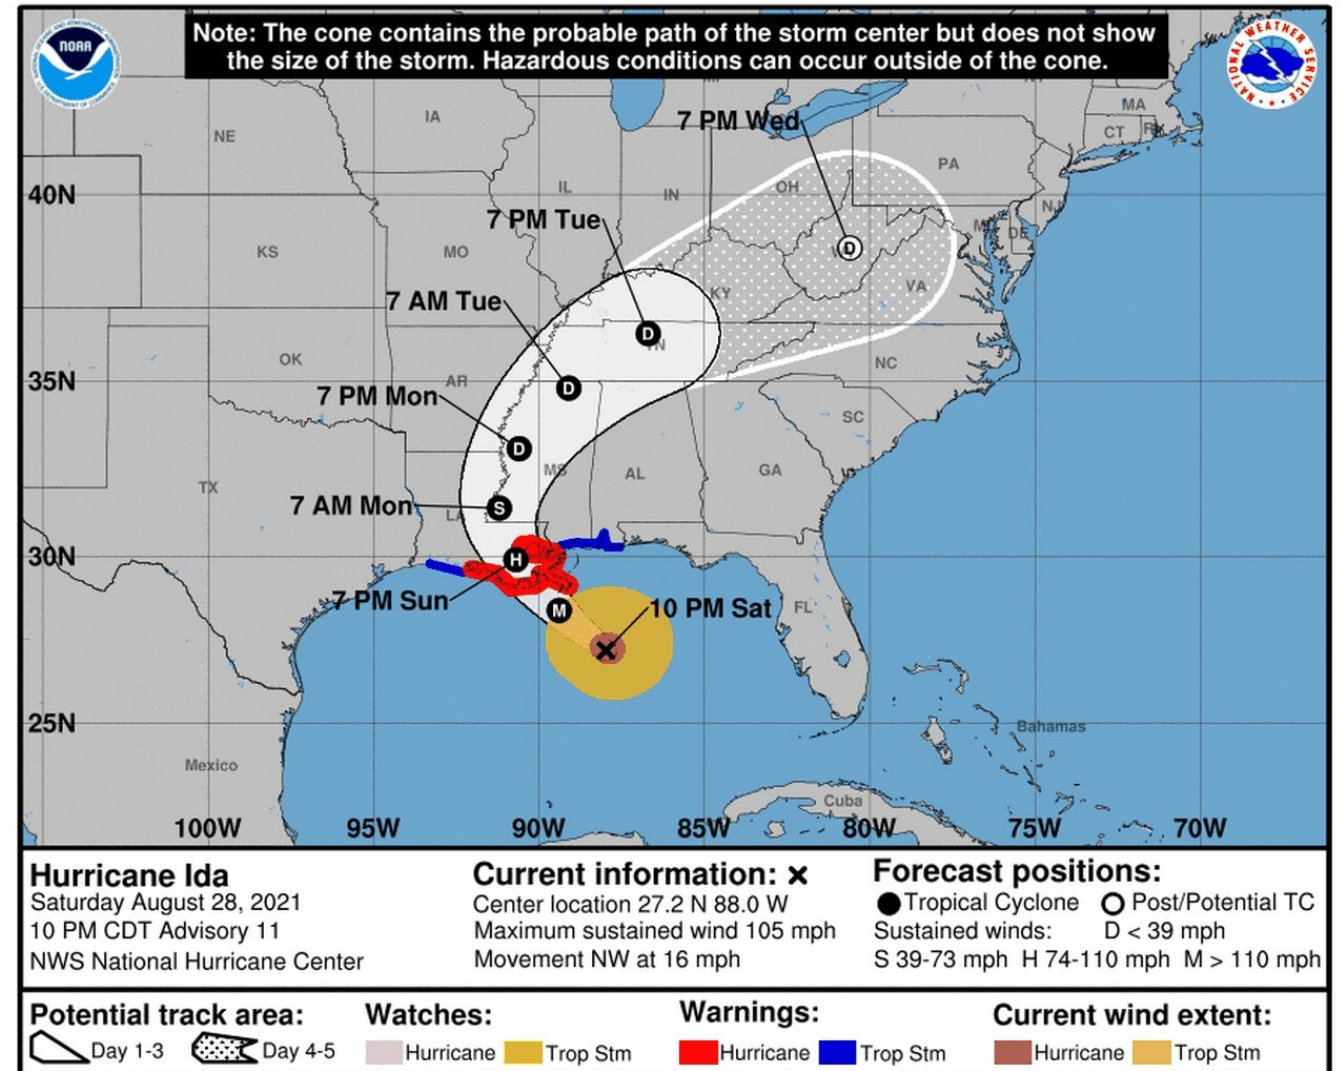 Note: The cone contains the probable path of the storm center but does not show
the size of the storm. Hazardous conditions can occur outside of the cone.
NOAA
NATIONAL WEATHER SERVICE
7 PM Wed
MA
CT
IA
NE
PA
40N
IL
IN
OH
NJ
7 PM Tue
DE
KS
MO
7 AM Tue
KY
VA
D
D
TN
OK
NC
35N
AR
D
7 PM Mon
SC
D
MS
AL
GA
TX
7 AM Mon
S
LA
30N
H
7 PM Sun
M
10 PM Sat
FL
25N
Bahamas
Mexico
Cuba
100W 95W 90W 85W 80W 75W 70W
Hurricane Ida
Saturday August 28, 2021
10 PM CDT Advisory 11
NWS National Hurricane Center
Current information: ×
Center location 27.2 N 88.0 W
Maximum sustained wind 105 mph
Movement NW at 16 mph
Forecast positions:
Tropical Cyclone Post/Potential TC
Sustained winds: D < 39 mph
S 39-73 mph H 74-110 mph M > 110 mph
Potential track area:
Day 1-3 Day 4-5
Watches:
Hurricane Trop Stm
Warnings:
Hurricane Trop Stm
Current wind extent:
Hurricane Trop Stm